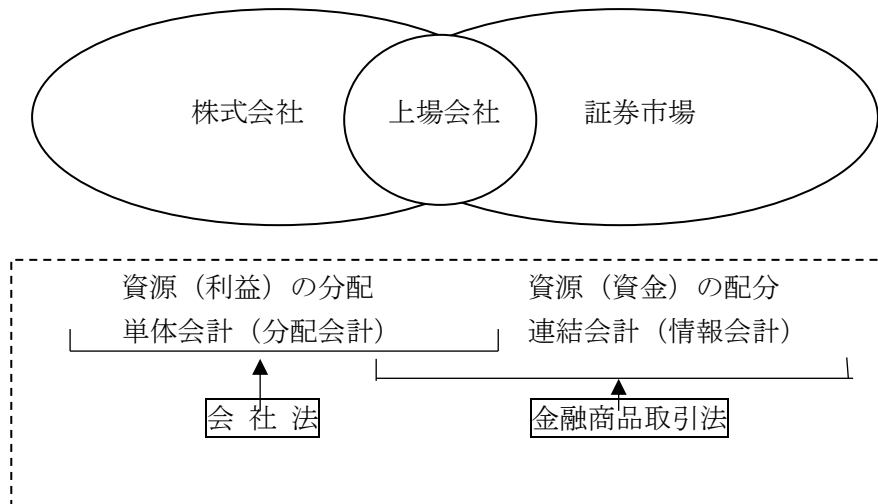 株式会社 上場会社 証券市場
資源（利益）の分配 資源（資金）の配分
単体会計（分配会計） 連結会計（情報会計）
会 社 法 金融商品取引法